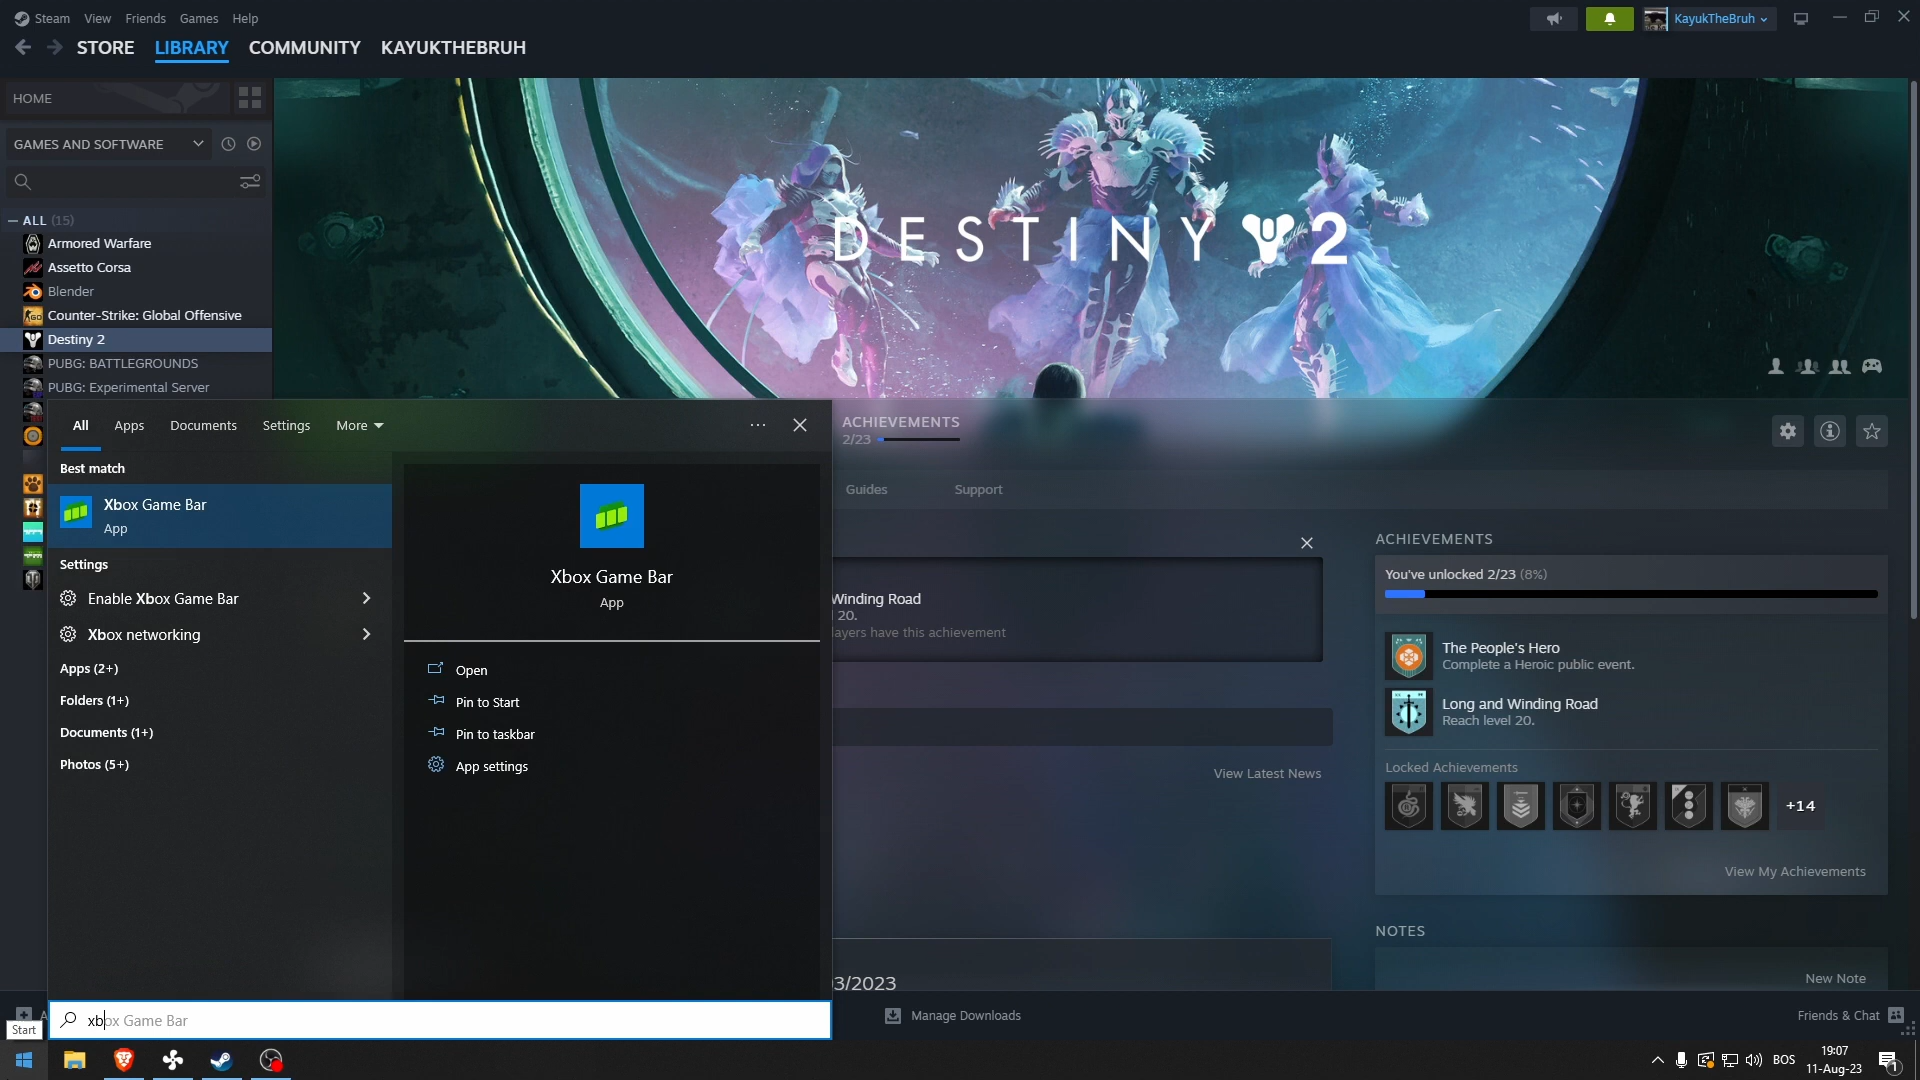 Steam View Friends Games Help
KayukTheBruh
STORE LIBRARY COMMUNITY KAYUKTHEBRUH
HOME
GAMES AND SOFTWARE
ALL (15)
Armored Warfare
Assetto Corsa
Blender
Counter-Strike: Global Offensive
Destiny 2
PUBG: BATTLEGROUNDS
PUBG: Experimental Server
DESTINY 2
All Apps Documents Settings More
Best match
Xbox Game Bar
App
Settings
Enable Xbox Game Bar
Xbox networking
Apps (2+)
Folders (1+)
Documents (1+)
Photos (5+)
Xbox Game Bar
App
Open
Pin to Start
Pin to taskbar
App settings
xbox Game Bar
ACHIEVEMENTS
2/23
Guides Support
Winding Road
20.
layers have this achievement
View Latest News
3/2023
ACHIEVEMENTS
You've unlocked 2/23 (8%)
The People's Hero
Complete a Heroic public event.
Long and Winding Road
Reach level 20.
Locked Achievements
+14
View My Achievements
NOTES
New Note
A
Manage Downloads
Friends & Chat
Start
BOS
19:07
11-Aug-23
1